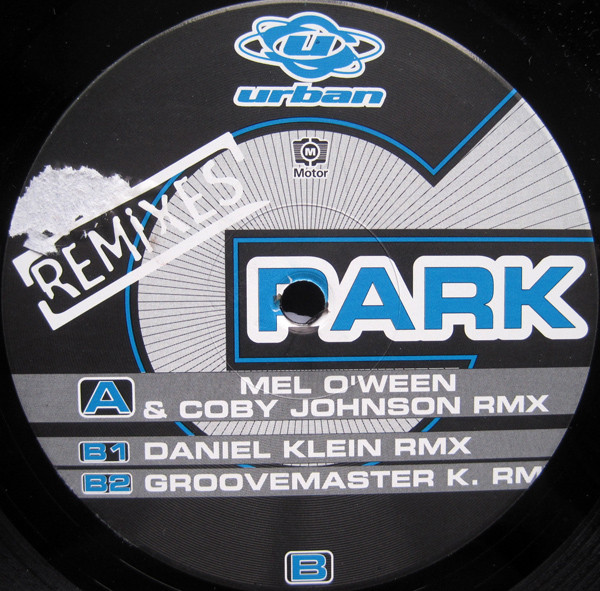 U
urban
M
Motor
REMiXES
PARK
A MEL O'WEEN
& COBY JOHNSON RMX
B1 DANIEL KLEIN RMX
B2 GROOVEMASTER K. RM
B